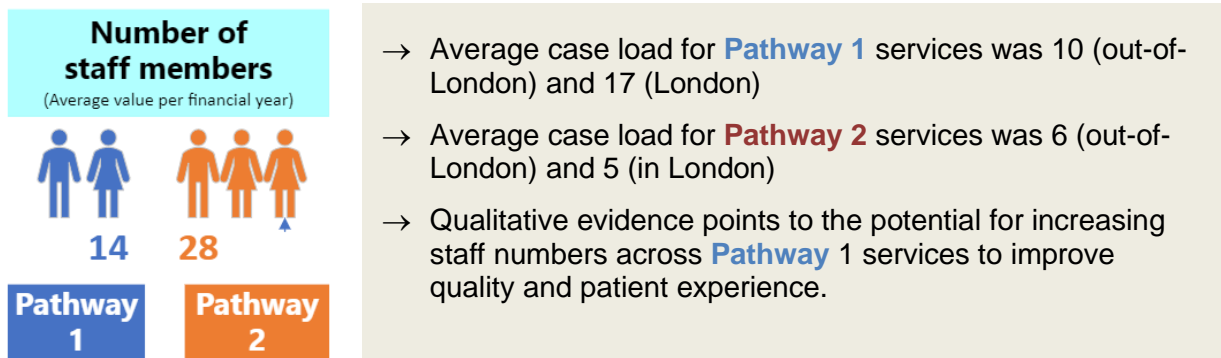 Number of
staff members
(Average value per financial year)
14
28
Pathway
1
Pathway
2
→ Average case load for Pathway 1 services was 10 (out-of-
London) and 17 (London)
→ Average case load for Pathway 2 services was 6 (out-of-
London) and 5 (in London)
→ Qualitative evidence points to the potential for increasing
staff numbers across Pathway 1 services to improve
quality and patient experience.